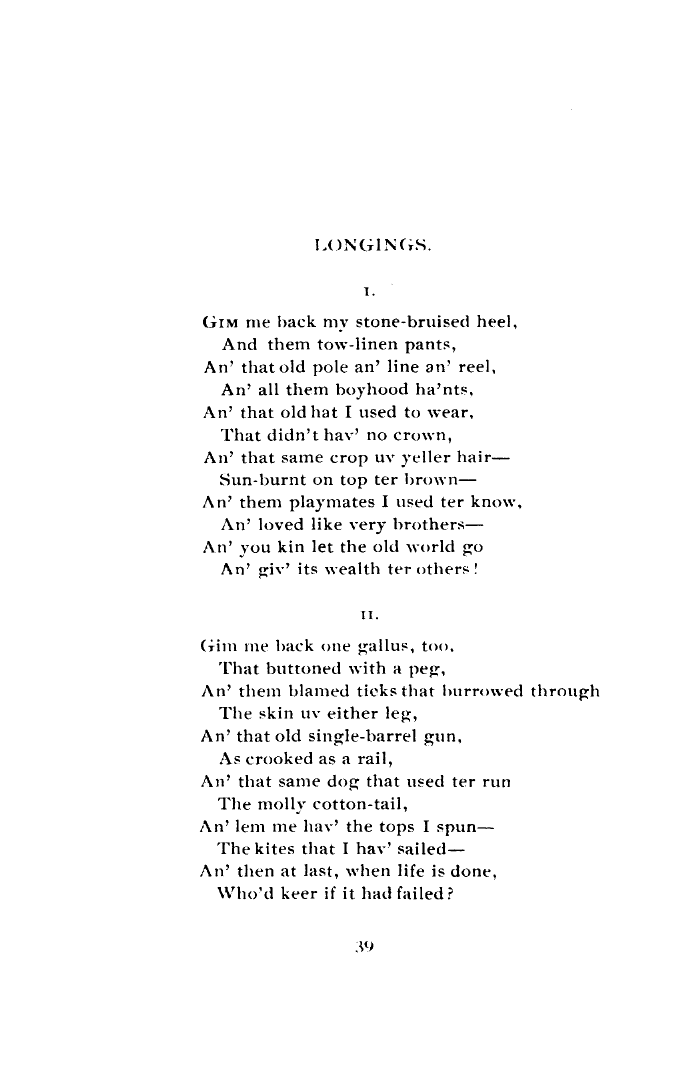 LONGINGS.
I.
GIM me back my stone-bruised heel,
And them tow-linen pants,
An' that old pole an' line an' reel,
An' all them boyhood ha'nts,
An' that old hat I used to wear,
That didn't hav' no crown,
An' that same crop uv yeller hair—
Sun-burnt on top ter brown—
An' them playmates I used ter know,
An' loved like very brothers—
An' you kin let the old world go
An' giv' its wealth ter others!
II.
Gim me back one gallus, too,
That buttoned with a peg,
An' them blamed ticks that burrowed through
The skin uv either leg,
An' that old single-barrel gun,
As crooked as a rail,
An' that same dog that used ter run
The molly cotton-tail,
An' lem me hav' the tops I spun—
The kites that I hav' sailed—
An' then at last, when life is done,
Who'd keer if it had failed?
39